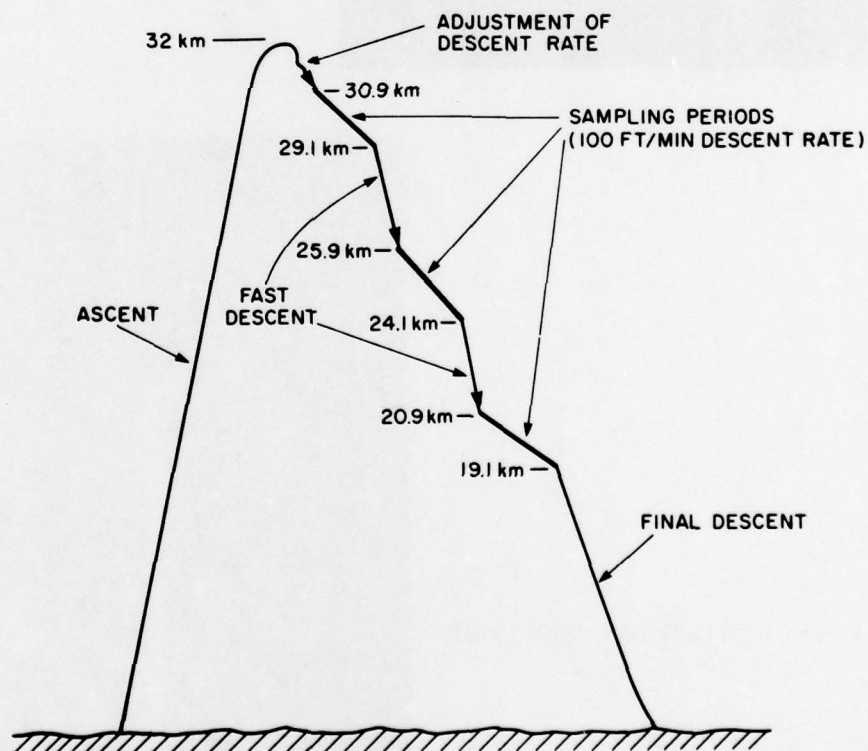 ADJUSTMENT OF
DESCENT RATE
32 km
30.9 km
SAMPLING PERIODS
(100 FT/MIN DESCENT RATE)
29.1 km
25.9 km
FAST
DESCENT
ASCENT
24.1 km
20.9 km
19.1 km
FINAL DESCENT